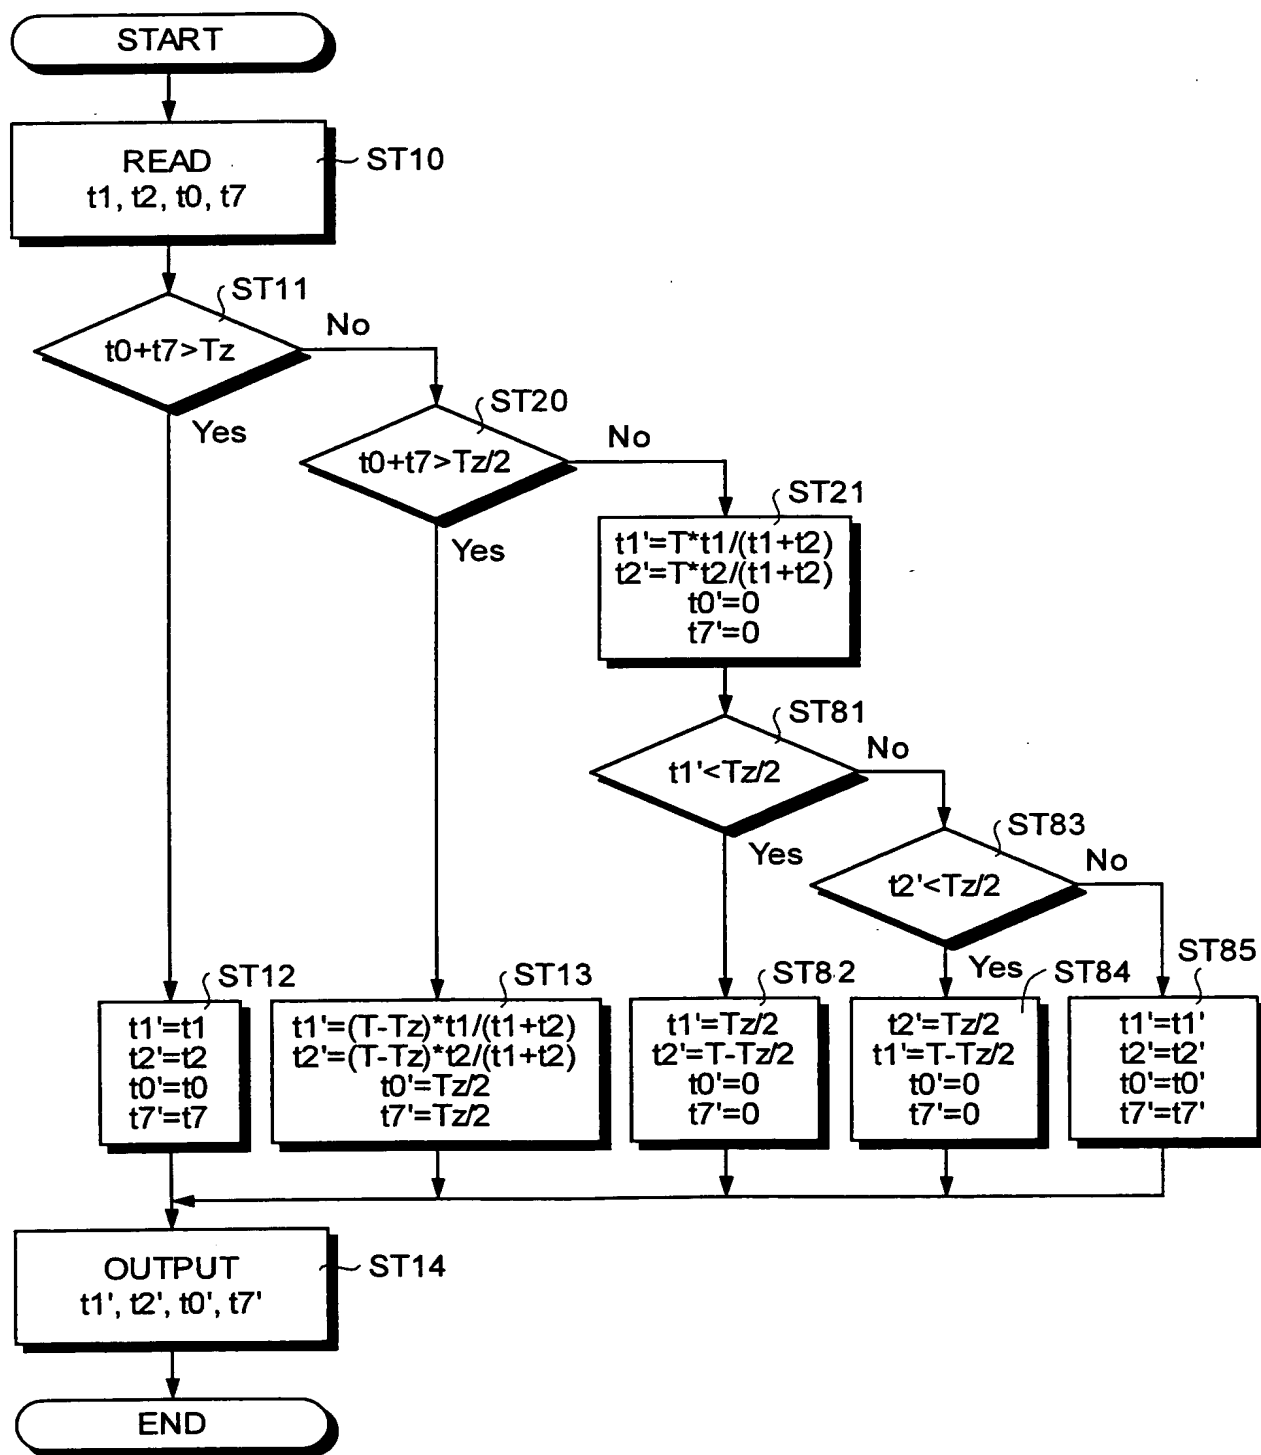 START
READ
t1, t2, t0, t7
ST10
ST11
t0+t7>Tz
No
Yes
ST20
t0+t7>Tz/2
No
Yes
ST21
t1'=T*t1/(t1+t2)
t2'=T*t2/(t1+t2)
t0'=0
t7'=0
ST81
t1'<Tz/2
No
Yes
ST83
t2'<Tz/2
No
Yes
ST12
t1'=t1
t2'=t2
t0'=t0
t7'=t7
ST13
t1'=(T-Tz)*t1/(t1+t2)
t2'=(T-Tz)*t2/(t1+t2)
t0'=Tz/2
t7'=Tz/2
ST82
t1'=Tz/2
t2'=T-Tz/2
t0'=0
t7'=0
ST84
t2'=Tz/2
t1'=T-Tz/2
t0'=0
t7'=0
ST85
t1'=t1'
t2'=t2'
t0'=t0'
t7'=t7'
OUTPUT
t1', t2', t0', t7'
ST14
END